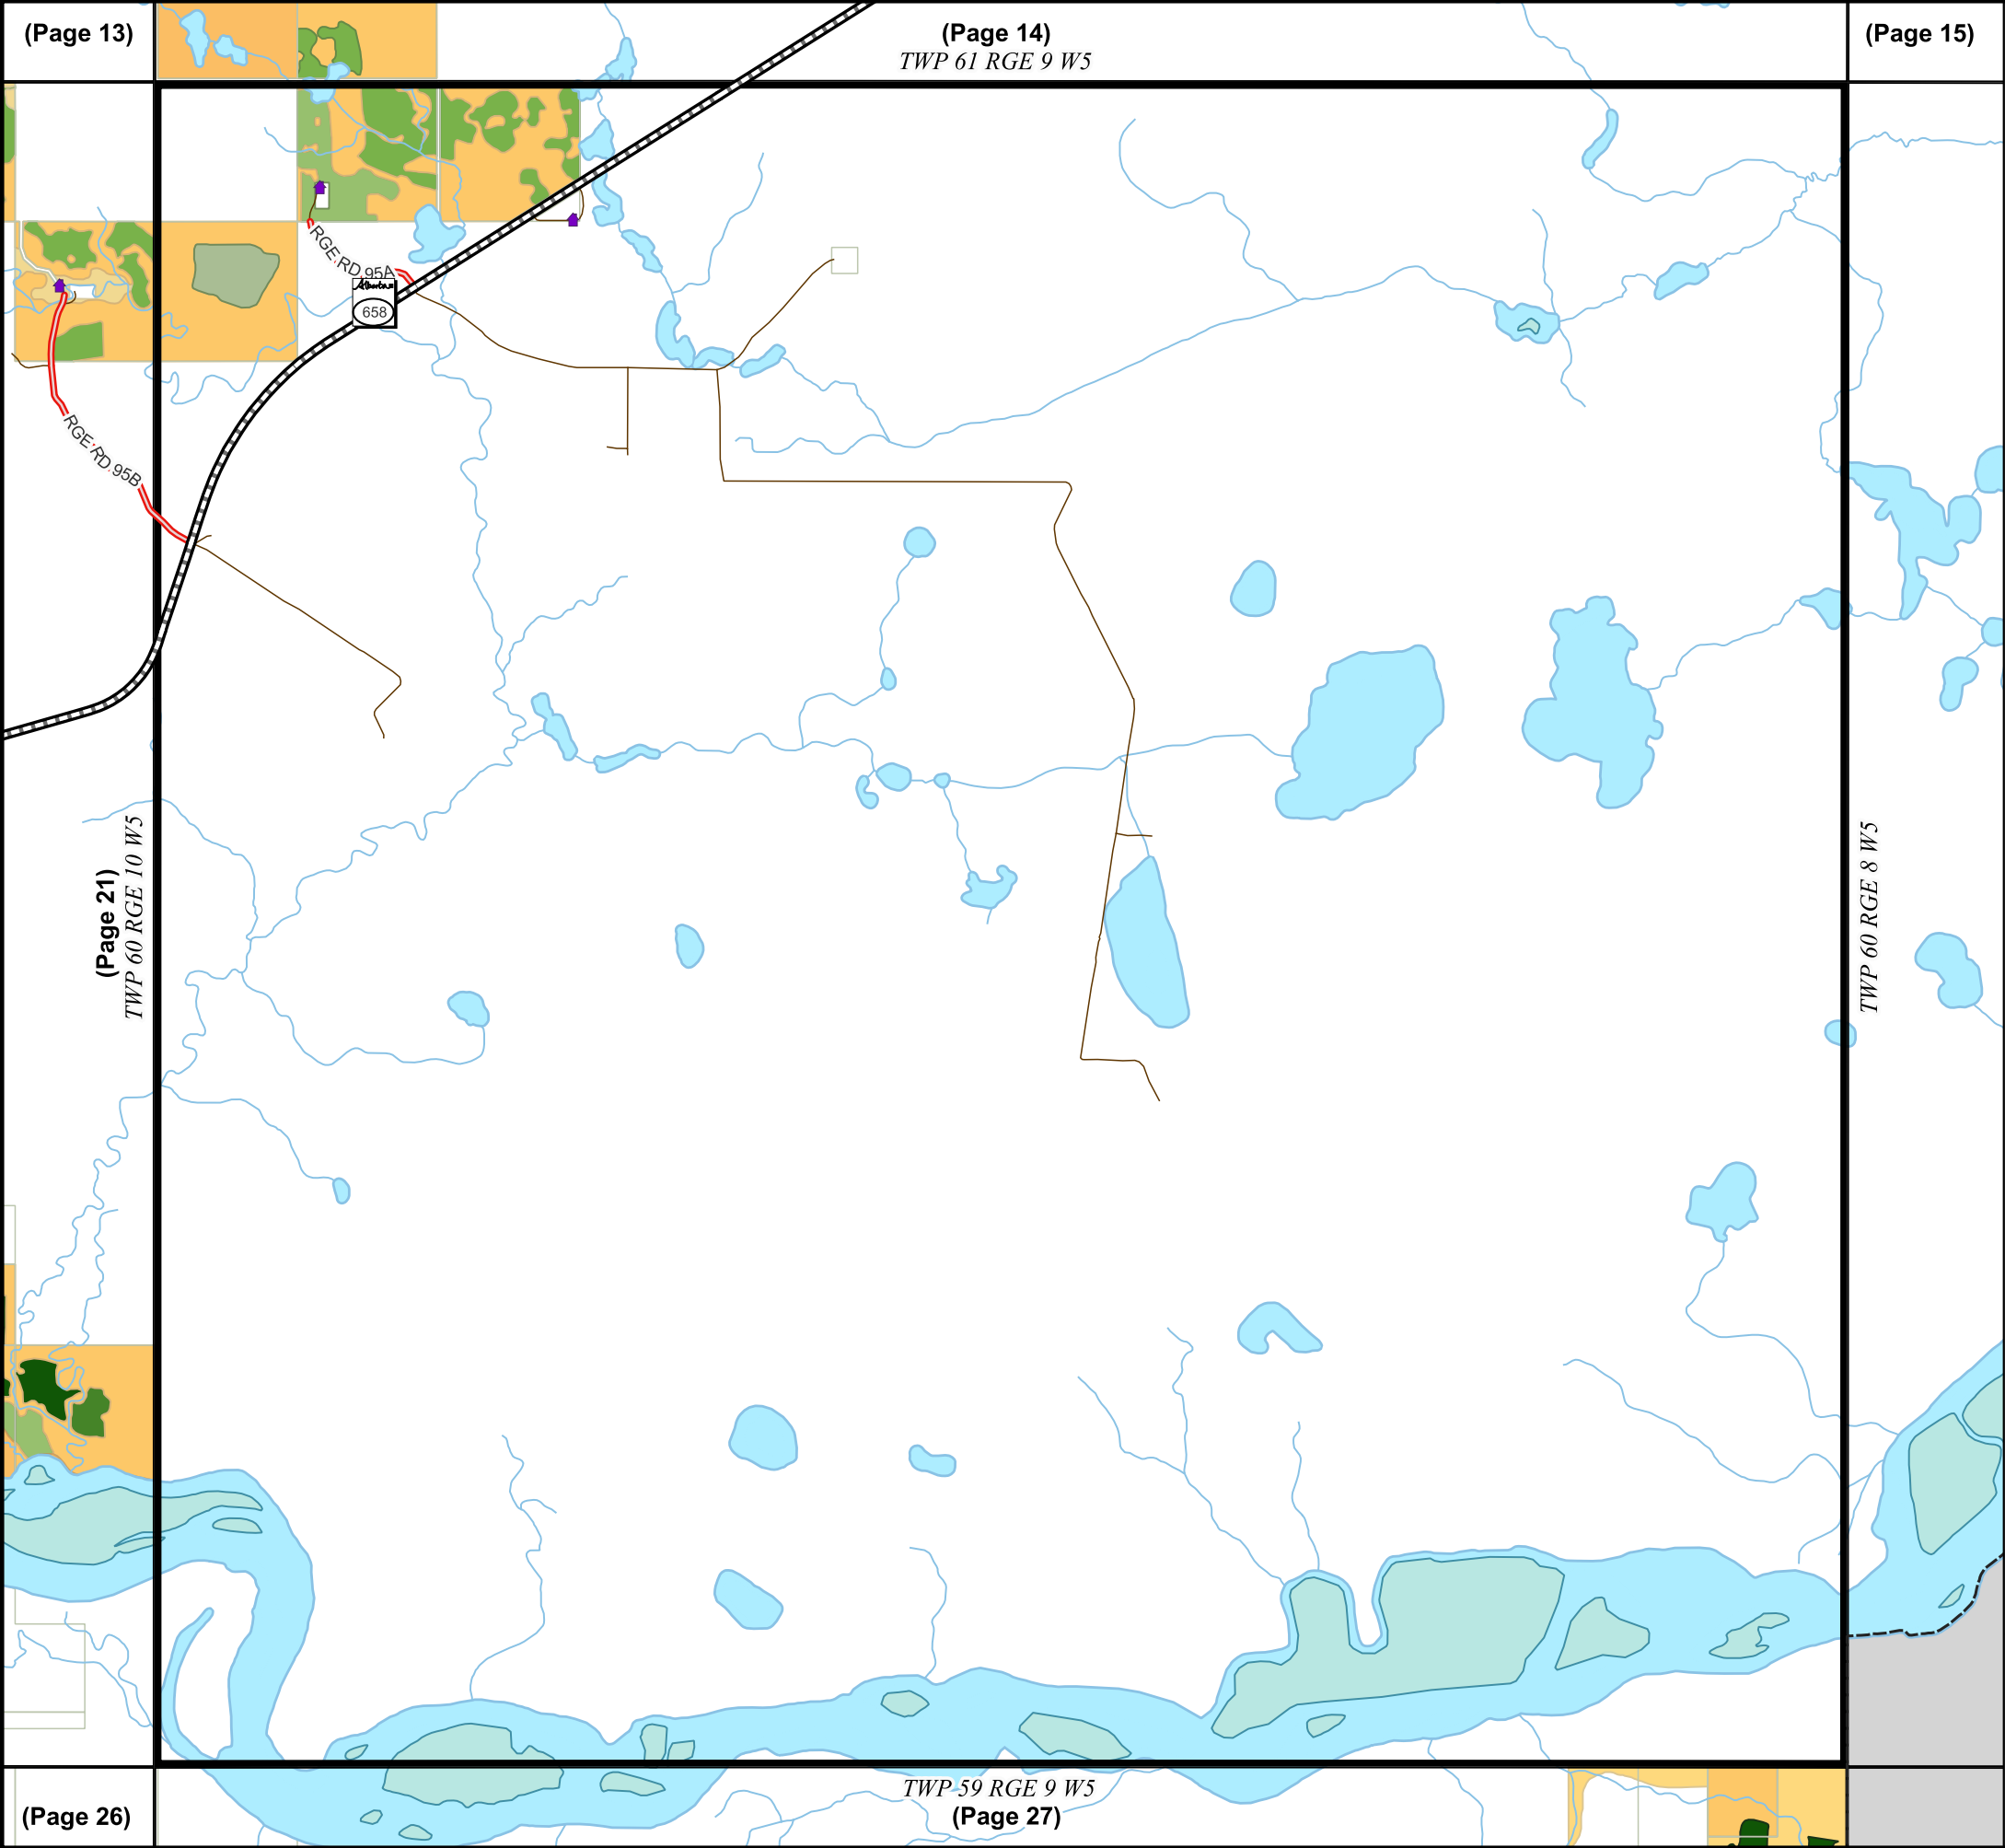 (Page 13)
(Page 14)
TWP 61 RGE 9 W5
(Page 15)
RGE RD 95A
Alberta
658
RGE RD 95B
(Page 21)
TWP 60 RGE 10 W5
TWP 60 RGE 8 W5
TWP 59 RGE 9 W5
(Page 26)
(Page 27)